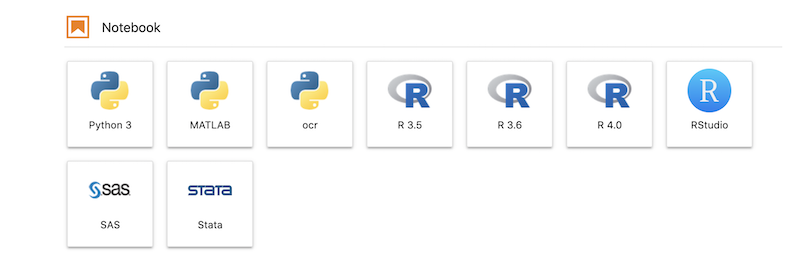 Notebook
Python 3 MATLAB ocr R 3.5 R 3.6 R 4.0 RStudio
sas
stata
SAS Stata